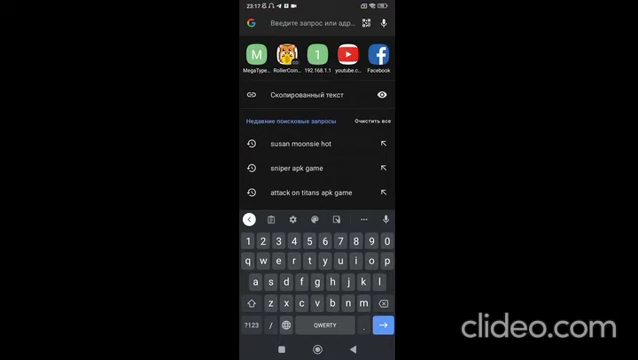 23:17
Введите запрос или адр...
M
1
MegaType...
RollerCoin...
192.168.1.1
youtube.c...
Facebook
Скопированный текст
Недавние поисковые запросы
Очистить все
susan moonsie hot
sniper apk game
attack on titans apk game
1 2 3 4 5 6 7 8 9 0
q w e r t y u i o p
a s d f g h j k l
z x c v b n m
?123 / QWERTY .
clideo.com